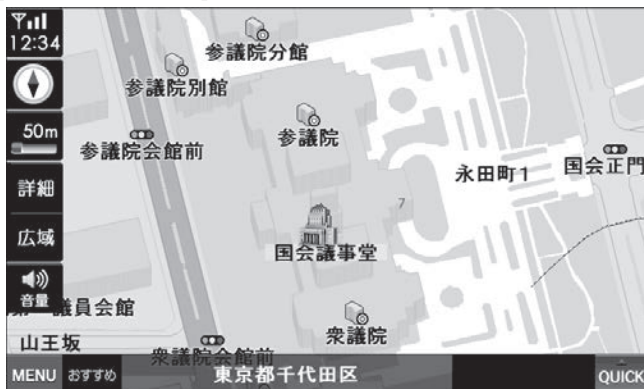 12:34
参議院分館
参議院別館
50m
参議院
参議院会館前
国会正門
永田町1
詳細
7
広域
国会議事堂
音量
議員会館
山王坂
衆議院
衆議院会館前
MENU
おすすめ
東京都千代田区
QUICK